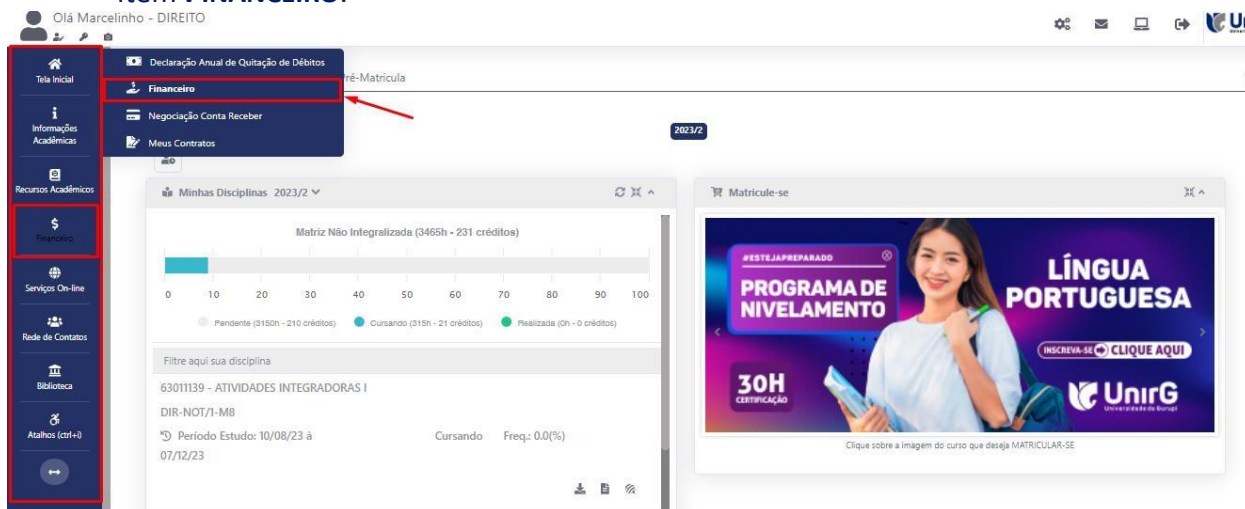 item FINANCEIRO.
Olá Marcelinho - DIREITO
Tela Inicial
Informações
Acadêmicas
Recursos Acadêmicos
Financeiro
Serviços On-line
Rede de Contatos
Biblioteca
Atalhos (ctrl+i)
Declaração Anual de Quitação de Débitos
Financeiro
Negociação Conta Receber
Meus Contratos
Pré-Matricula
2023/2
Minhas Disciplinas 2023/2
Matriz Não Integralizada (3465h - 231 créditos)
0 10 20 30 40 50 60 70 80 90 100
Pendente (3150h - 210 créditos) Cursando (315h - 21 créditos) Realizada (0h - 0 créditos)
Filtre aqui sua disciplina
63011139 - ATIVIDADES INTEGRADORAS I
DIR-NOT/1-M8
Período Estudo: 10/08/23 à Cursando Freq.: 0.0(%)
07/12/23
Matricule-se
#ESTEJAPREPARADO
PROGRAMA DE
NIVELAMENTO
30H
CERTIFICAÇÃO
LÍNGUA
PORTUGUESA
INSCREVA-SE CLIQUE AQUI
UnirG
Universidade de Gurupi
Clique sobre a imagem do curso que deseja MATRICULAR-SE